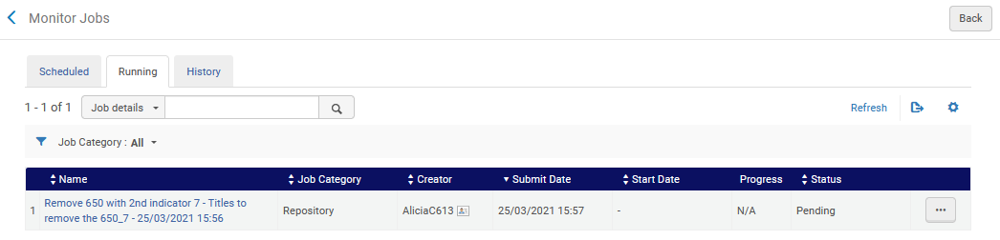 Monitor Jobs
Back
Scheduled
Running
History
1 - 1 of 1
Job details
Refresh
Job Category : All
Name
Job Category
Creator
Submit Date
Start Date
Progress
Status
1
Remove 650 with 2nd indicator 7 - Titles to
remove the 650_7 - 25/03/2021 15:56
Repository
AliciaC613
25/03/2021 15:57
-
N/A
Pending